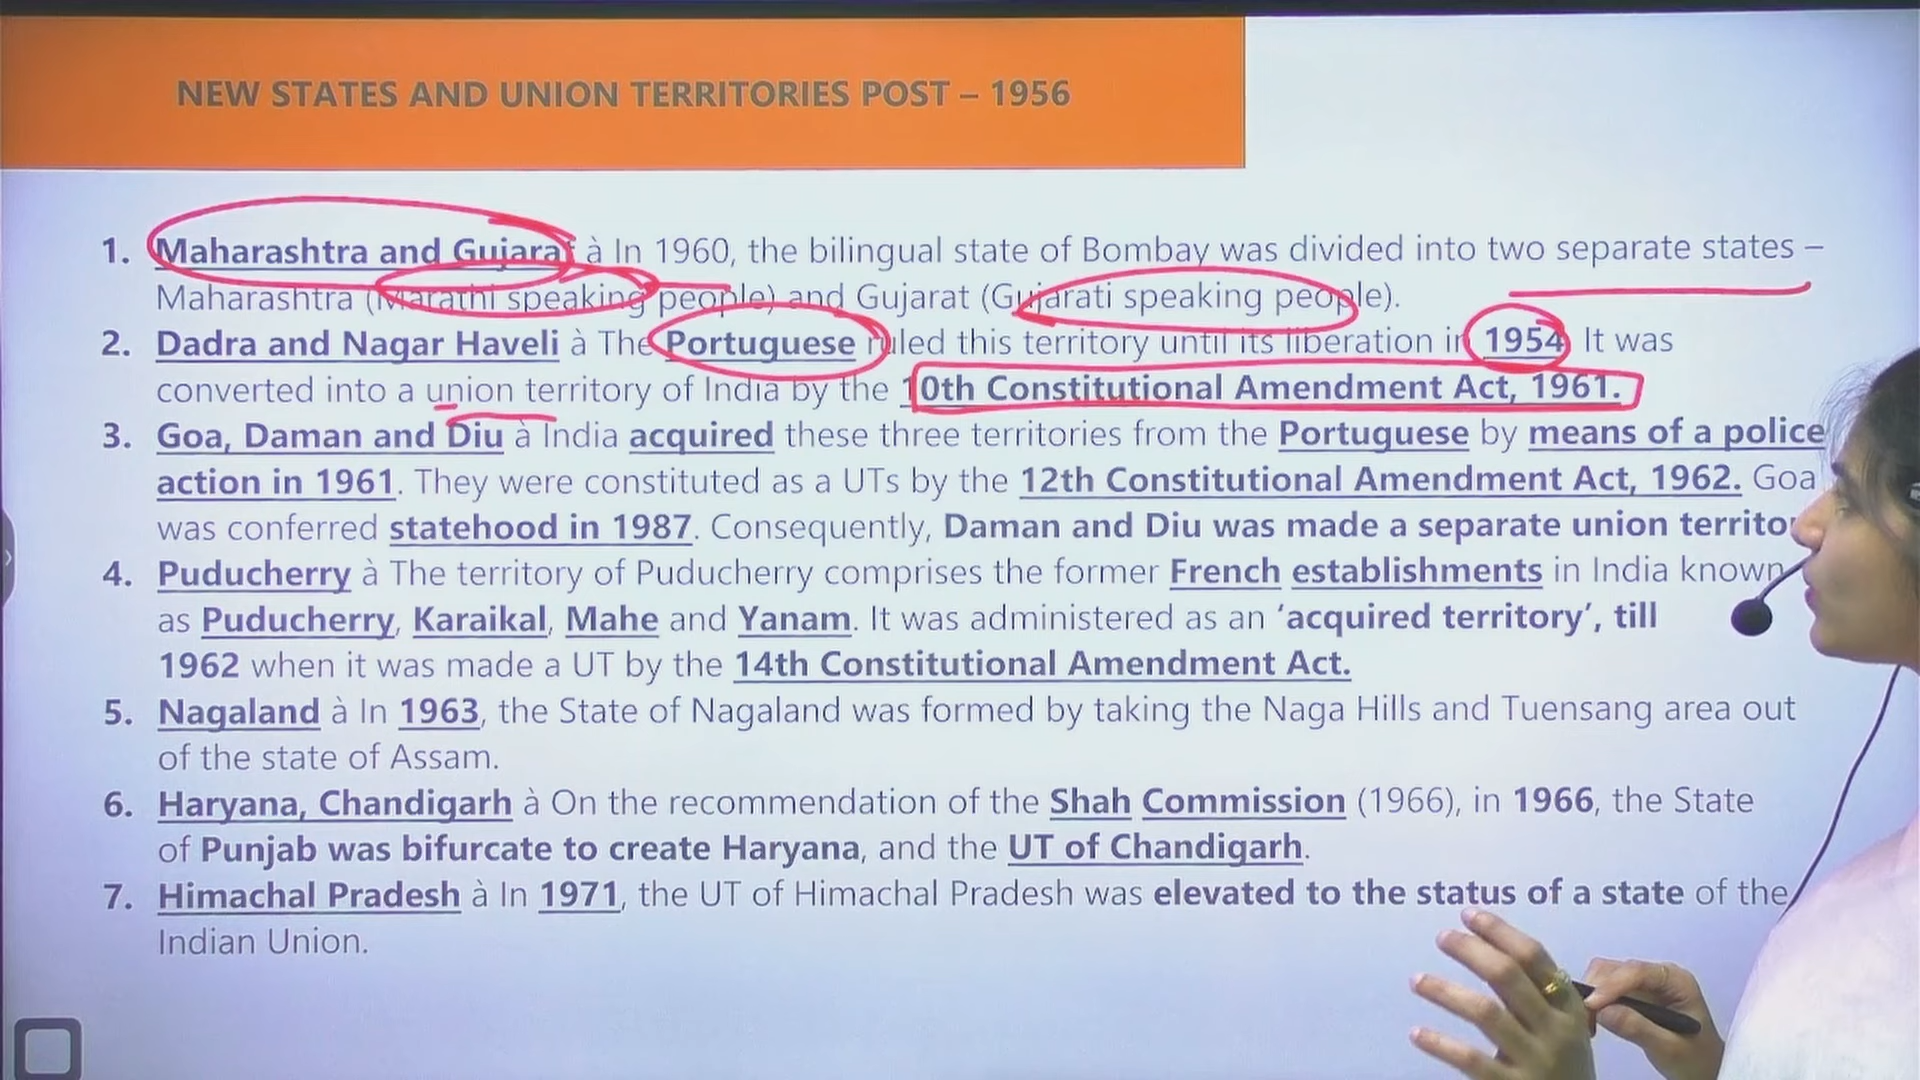 NEW STATES AND UNION TERRITORIES POST – 1956
1. Maharashtra and Gujarat à In 1960, the bilingual state of Bombay was divided into two separate states –
Maharashtra (Marathi speaking people) and Gujarat (Gujarati speaking people).
2. Dadra and Nagar Haveli à The Portuguese ruled this territory until its liberation in 1954. It was
converted into a union territory of India by the 10th Constitutional Amendment Act, 1961.
3. Goa, Daman and Diu à India acquired these three territories from the Portuguese by means of a police
action in 1961. They were constituted as a UTs by the 12th Constitutional Amendment Act, 1962. Goa
was conferred statehood in 1987. Consequently, Daman and Diu was made a separate union territo
4. Puducherry à The territory of Puducherry comprises the former French establishments in India known
as Puducherry, Karaikal, Mahe and Yanam. It was administered as an ‘acquired territory’, till
1962 when it was made a UT by the 14th Constitutional Amendment Act.
5. Nagaland à In 1963, the State of Nagaland was formed by taking the Naga Hills and Tuensang area out
of the state of Assam.
6. Haryana, Chandigarh à On the recommendation of the Shah Commission (1966), in 1966, the State
of Punjab was bifurcate to create Haryana, and the UT of Chandigarh.
7. Himachal Pradesh à In 1971, the UT of Himachal Pradesh was elevated to the status of a state of the
Indian Union.